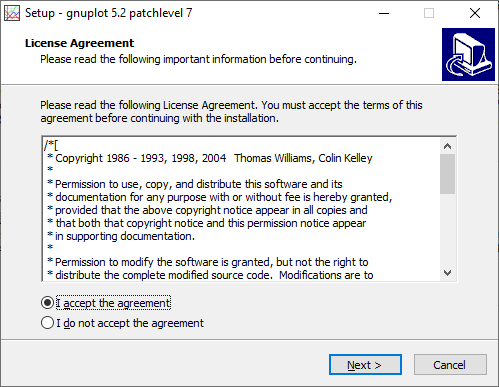 Setup - gnuplot 5.2 patchlevel 7
License Agreement
Please read the following important information before continuing.
Please read the following License Agreement. You must accept the terms of this
agreement before continuing with the installation.
/*[
* Copyright 1986 - 1993, 1998, 2004   Thomas Williams, Colin Kelley
*
* Permission to use, copy, and distribute this software and its
* documentation for any purpose with or without fee is hereby granted,
* provided that the above copyright notice appear in all copies and
* that both that copyright notice and this permission notice appear
* in supporting documentation.
*
* Permission to modify the software is granted, but not the right to
* distribute the complete modified source code.  Modifications are to
I accept the agreement
I do not accept the agreement
Next >
Cancel